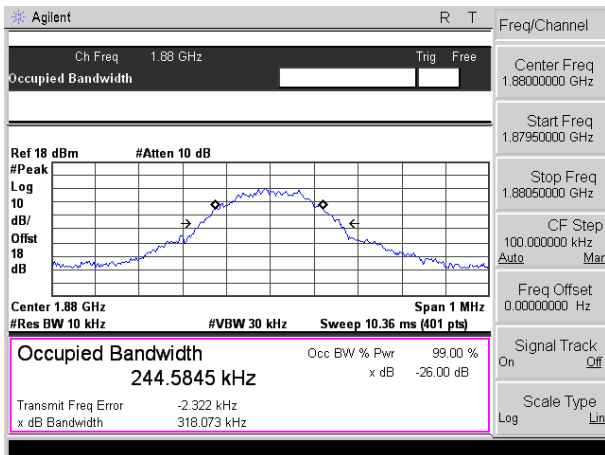 Agilent R T
Ch Freq 1.88 GHz Trig Free
Occupied Bandwidth
Ref 18 dBm #Atten 10 dB
#Peak
Log
10
dB/
Offst
18
dB
Center 1.88 GHz Span 1 MHz
#Res BW 10 kHz #VBW 30 kHz Sweep 10.36 ms (401 pts)
Occupied Bandwidth Occ BW % Pwr 99.00 %
244.5845 kHz x dB -26.00 dB
Transmit Freq Error -2.322 kHz
x dB Bandwidth 318.073 kHz
Freq/Channel
Center Freq
1.88000000 GHz
Start Freq
1.87950000 GHz
Stop Freq
1.88050000 GHz
CF Step
100.000000 kHz
Auto Man
Freq Offset
0.00000000 Hz
Signal Track
On Off
Scale Type
Log Lin